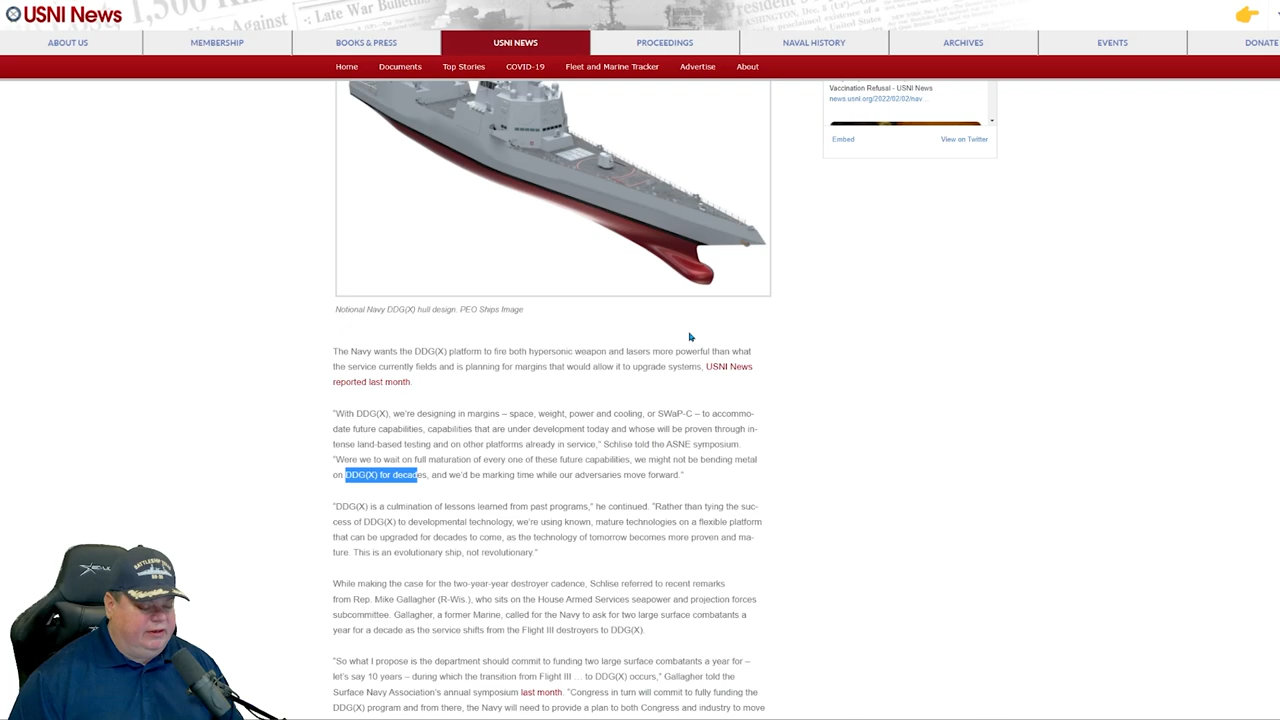 1,500 Kil
Against
Late War Bulletins
President S
USNI News
ABOUT US
MEMBERSHIP
BOOKS & PRESS
USNI NEWS
PROCEEDINGS
NAVAL HISTORY
ARCHIVES
EVENTS
DONATE
Home
Documents
Top Stories
COVID-19
Fleet and Marine Tracker
Advertise
About
Vaccination Refusal - USNI News
news.usni.org/2022/02/02/nav…
Embed
View on Twitter
Notional Navy DDG(X) hull design. PEO Ships Image
The Navy wants the DDG(X) platform to fire both hypersonic weapon and lasers more powerful than what
the service currently fields and is planning for margins that would allow it to upgrade systems, USNI News
reported last month.
“With DDG(X), we’re designing in margins – space, weight, power and cooling, or SWaP-C – to accommo-
date future capabilities, capabilities that are under development today and whose will be proven through in-
tense land-based testing and on other platforms already in service,” Schlise told the ASNE symposium.
“Were we to wait on full maturation of every one of these future capabilities, we might not be bending metal
on DDG(X) for decades, and we’d be marking time while our adversaries move forward.”
“DDG(X) is a culmination of lessons learned from past programs,” he continued. “Rather than tying the suc-
cess of DDG(X) to developmental technology, we’re using known, mature technologies on a flexible platform
that can be upgraded for decades to come, as the technology of tomorrow becomes more proven and ma-
ture. This is an evolutionary ship, not revolutionary.”
While making the case for the two-year-year destroyer cadence, Schlise referred to recent remarks
from Rep. Mike Gallagher (R-Wis.), who sits on the House Armed Services seapower and projection forces
subcommittee. Gallagher, a former Marine, called for the Navy to ask for two large surface combatants a
year for a decade as the service shifts from the Flight III destroyers to DDG(X).
“So what I propose is the department should commit to funding two large surface combatants a year for –
let’s say 10 years – during which the transition from Flight III … to DDG(X) occurs,” Gallagher told the
Surface Navy Association’s annual symposium last month. “Congress in turn will commit to fully funding the
DDG(X) program and from there, the Navy will need to provide a plan to both Congress and industry to move
BATTLESHIP